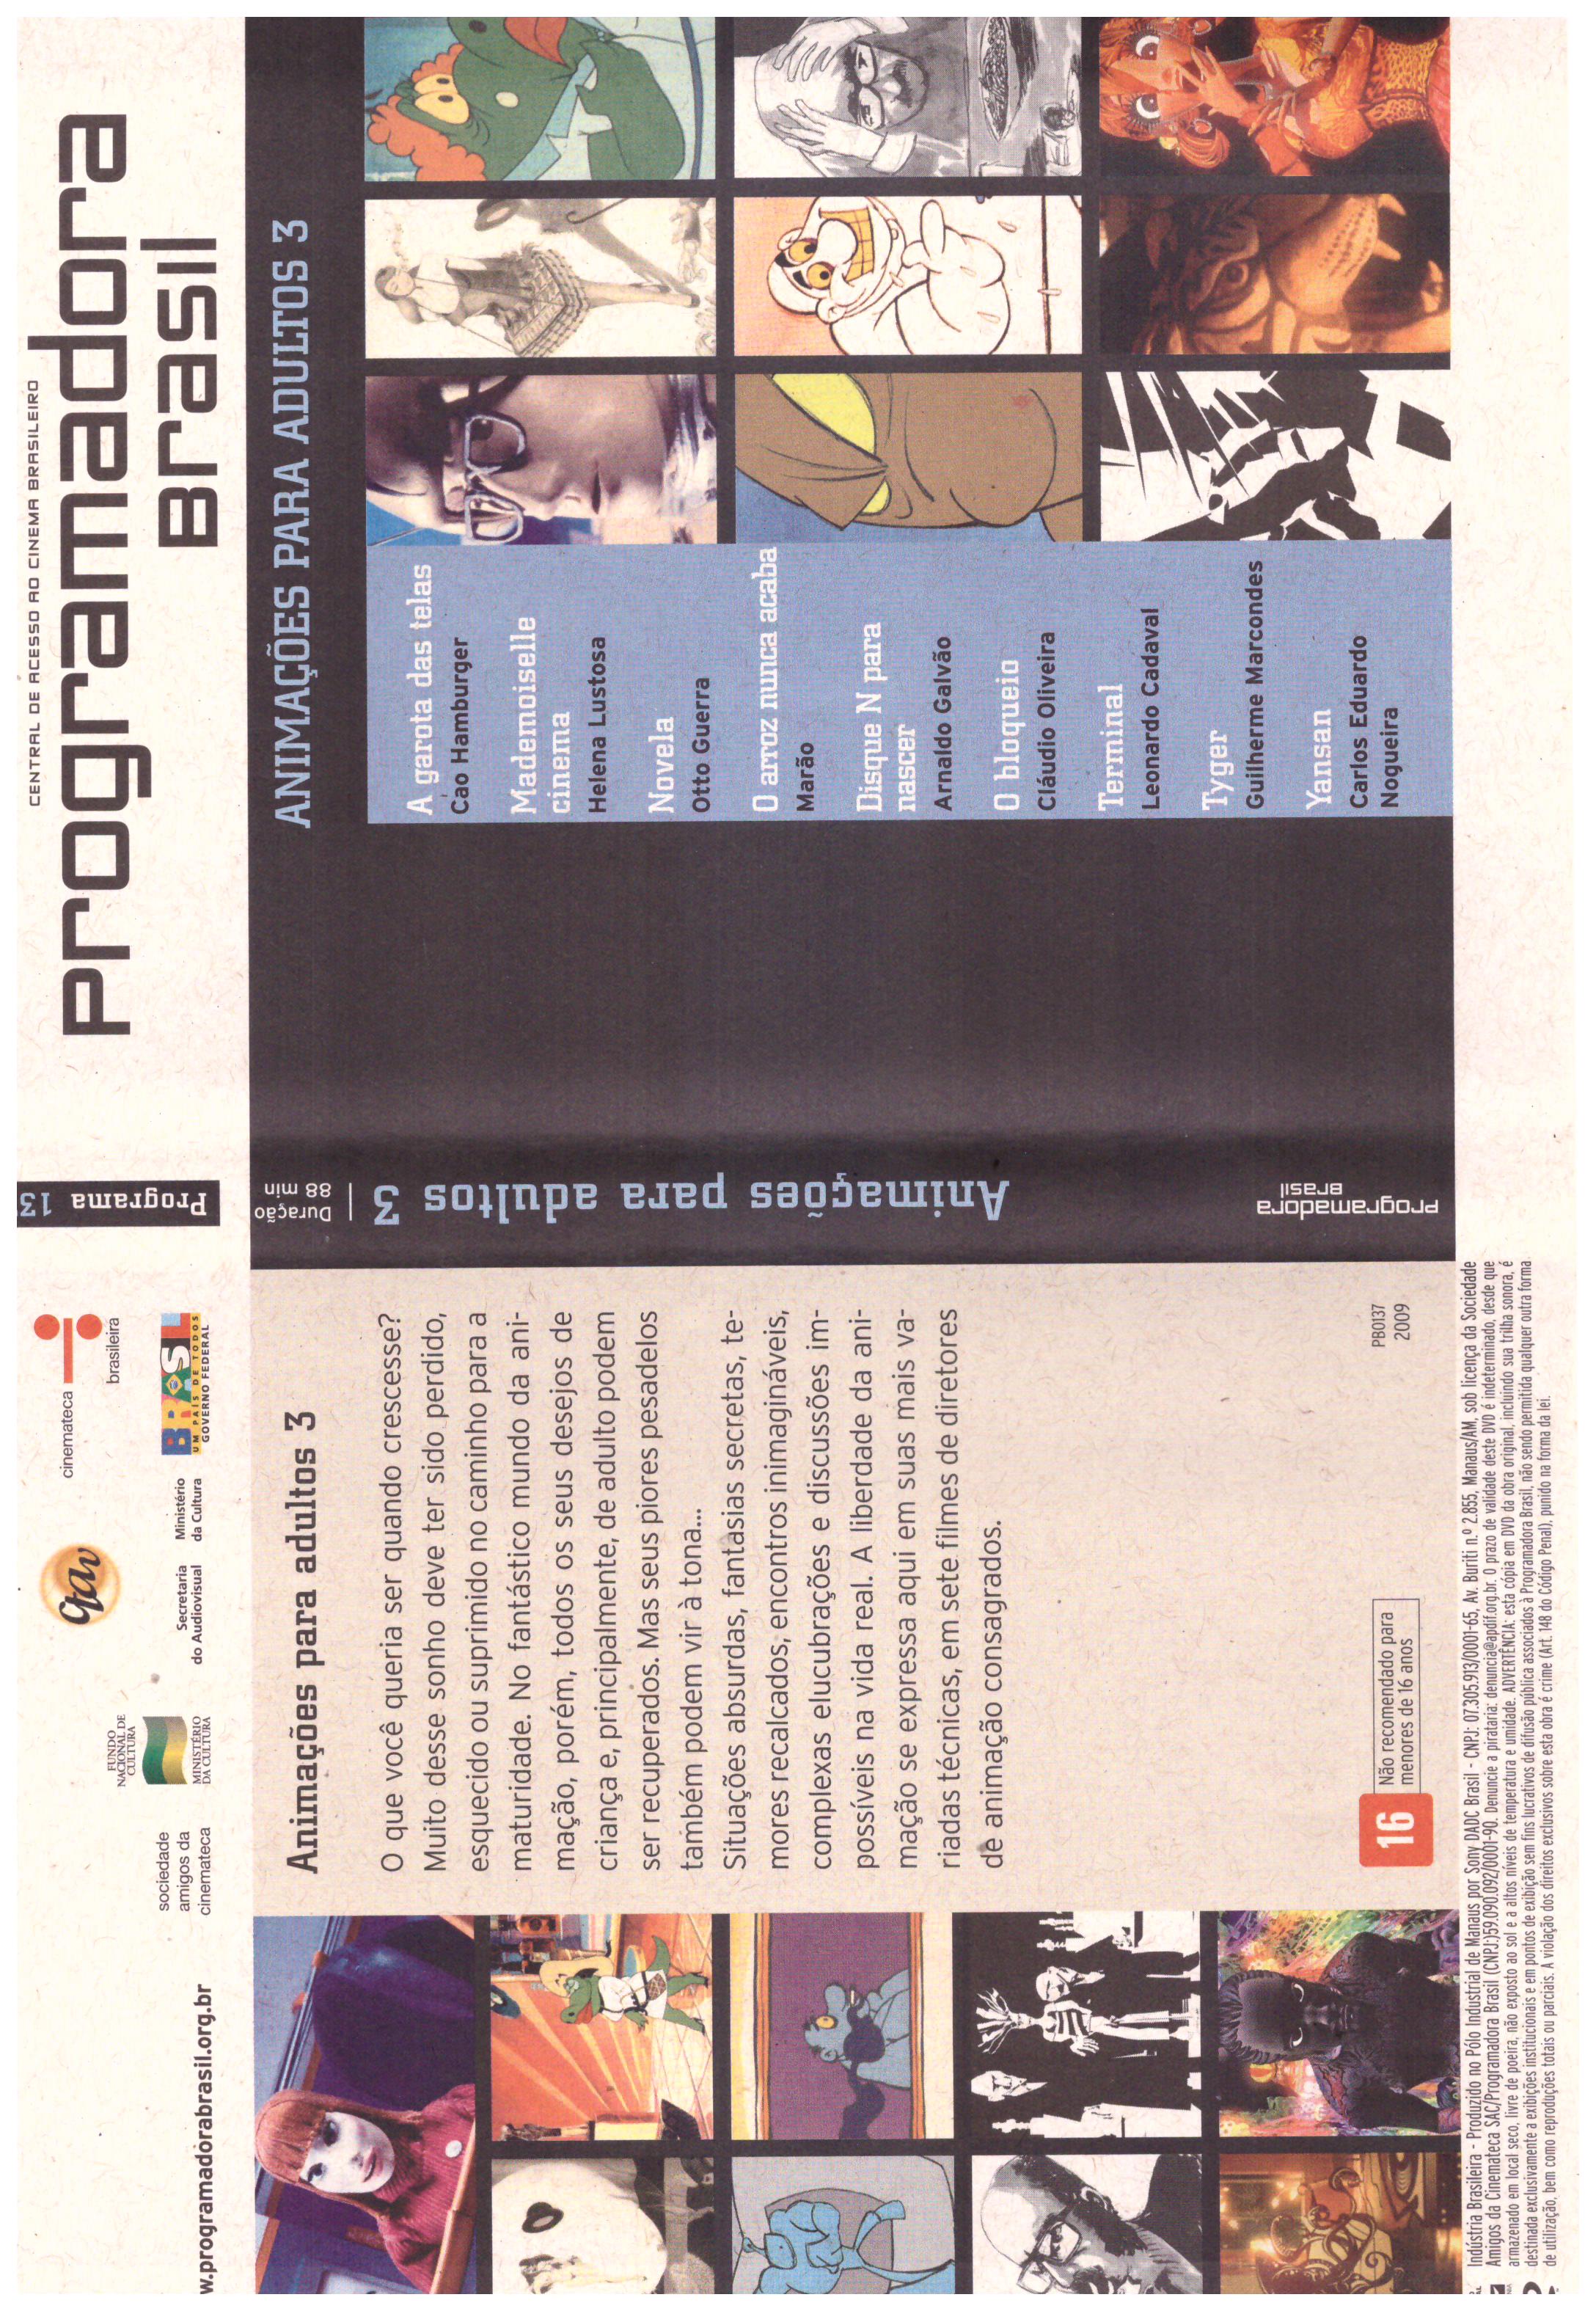 w.programadorabrasil.org.br
sociedade
amigos da
cinemateca
FUNDO
NACIONAL DE
CULTURA
MINISTÉRIO
DA CULTURA
Secretaria
do Audiovisual
Ministério
da Cultura
cinemateca
brasileira
BRASIL
UM PAÍS DE TODOS
GOVERNO FEDERAL
Animações para adultos 3
O que você queria ser quando crescesse?
Muito desse sonho deve ter sido perdido,
esquecido ou suprimido no caminho para a
maturidade. No fantástico mundo da ani-
mação, porém, todos os seus desejos de
criança e, principalmente, de adulto podem
ser recuperados. Mas seus piores pesadelos
também podem vir à tona...
Situações absurdas, fantasias secretas, te-
mores recalcados, encontros inimagináveis,
complexas elucubrações e discussões im-
possíveis na vida real. A liberdade da ani-
mação se expressa aqui em suas mais va-
riadas técnicas, em sete filmes de diretores
de animação consagrados.
16
Não recomendado para
menores de 16 anos
PB0137
2009
Indústria Brasileira - Produzido no Pólo Industrial de Manaus por Sony DADC Brasil - CNPJ: 07.305.913/0001-65, Av. Buriti n.º 2.855, Manaus/AM, sob licença da Sociedade
Amigos da Cinemateca SAC/Programadora Brasil (CNPJ:)59.090.092/0001-90. Denuncie a pirataria: denuncia@apdif.org.br. O prazo de validade deste DVD é indeterminado, desde que
armazenado em local seco, livre de poeira, não exposto ao sol e a altos níveis de temperatura e umidade. ADVERTÊNCIA: esta cópia em DVD da obra original, incluindo sua trilha sonora, é
destinada exclusivamente a exibições institucionais e em pontos de exibição sem fins lucrativos de difusão pública associados à Programadora Brasil, não sendo permitida qualquer outra forma
de utilização, bem como reproduções totais ou parciais. A violação dos direitos exclusivos sobre esta obra é crime (Art. 148 do Código Penal), punido na forma da lei.
Programa 13
Duração
88 min
Animações para adultos 3
Programadora
Brasil
CENTRAL DE ACESSO AO CINEMA BRASILEIRO
Programadora
Brasil
ANIMAÇÕES PARA ADULTOS 3
A garota das telas
Cao Hamburger
Mademoiselle
cinema
Helena Lustosa
Novela
Otto Guerra
O arroz nunca acaba
Marão
Disque N para
nascer
Arnaldo Galvão
O bloqueio
Cláudio Oliveira
Terminal
Leonardo Cadaval
Tyger
Guilherme Marcondes
Yansan
Carlos Eduardo
Nogueira